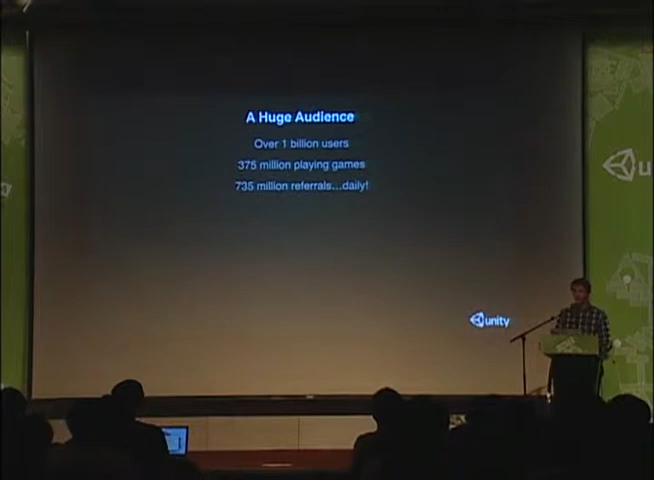 A Huge Audience
Over 1 billion users
375 million playing games
735 million referrals...daily!
unity
u